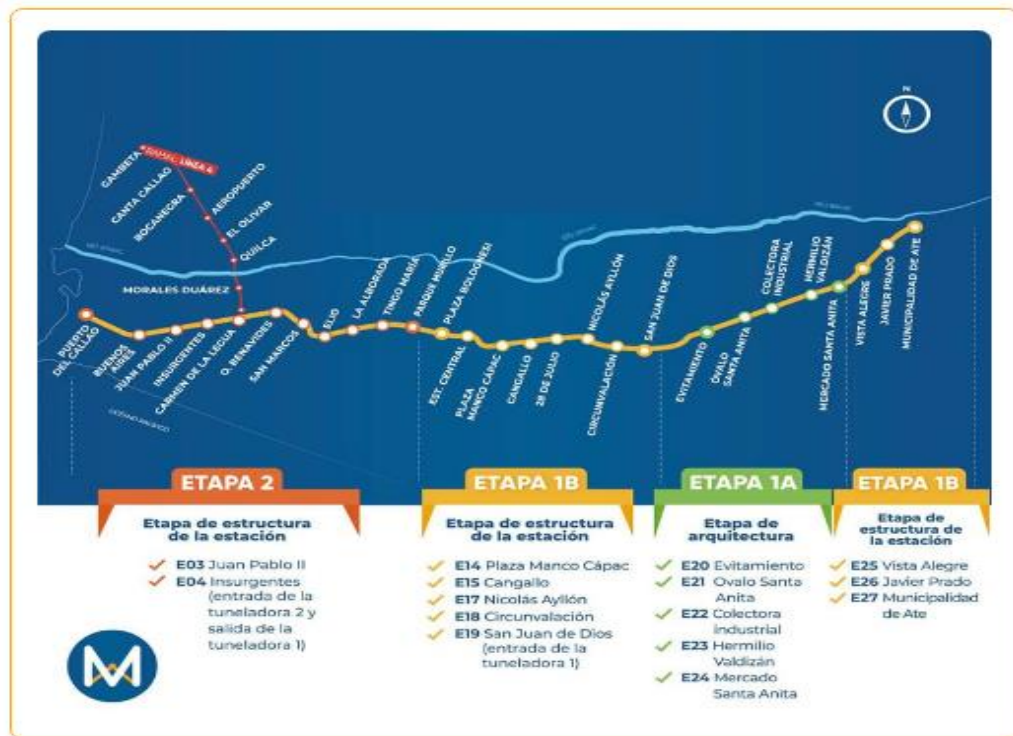 N
GAMBETA
RAMAL LÍNEA 4
CANTA CALLAO
BOCANEGRA
AEROPUERTO
EL OLIVAR
QUILCA
MORALES DUÁREZ
PUERTO
DEL CALLAO
BUENOS
AIRES
JUAN PABLO II
INSURGENTES
CARMEN DE LA LEGUA
O. BENAVIDES
SAN MARCOS
ELIO
LA ALBORADA
TINGO MARÍA
PARQUE MURILLO
PLAZA BOLOGNESI
EST. CENTRAL
PLAZA
MANCO CÁPAC
CANGALLO
28 DE JULIO
NICOLÁS AYLLÓN
CIRCUNVALACIÓN
SAN JUAN DE DIOS
EVITAMIENTO
ÓVALO
SANTA ANITA
COLECTORA
INDUSTRIAL
HERMILIO
VALDIZÁN
MERCADO SANTA ANITA
VISTA ALEGRE
JAVIER PRADO
MUNICIPALIDAD DE ATE
OCÉANO PACÍFICO
ETAPA 2
Etapa de estructura
de la estación
E03 Juan Pablo II
E04 Insurgentes
(entrada de la
tuneladora 2 y
salida de la
tuneladora 1)
ETAPA 1B
Etapa de estructura
de la estación
E14 Plaza Manco Cápac
E15 Cangallo
E17 Nicolás Ayllón
E18 Circunvalación
E19 San Juan de Dios
(entrada de la
tuneladora 1)
ETAPA 1A
Etapa de
arquitectura
E20 Evitamiento
E21 Ovalo Santa
Anita
E22 Colectora
industrial
E23 Hermilio
Valdizán
E24 Mercado
Santa Anita
ETAPA 1B
Etapa de
estructura de
la estación
E25 Vista Alegre
E26 Javier Prado
E27 Municipalidad
de Ate